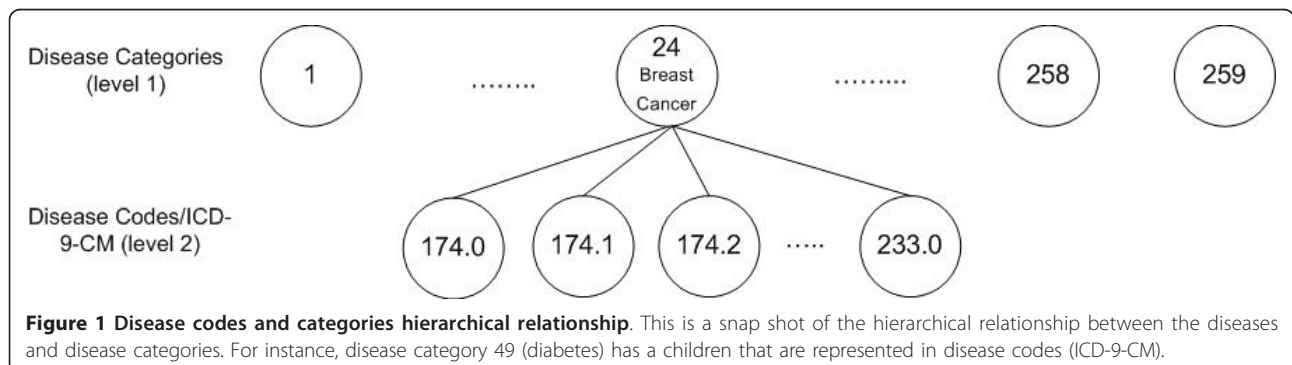 Disease Categories
(level 1)
1
........
24
Breast
Cancer
.........
258
259
Disease Codes/ICD-
9-CM (level 2)
174.0
174.1
174.2
.....
233.0
Figure 1 Disease codes and categories hierarchical relationship. This is a snap shot of the hierarchical relationship between the diseases
and disease categories. For instance, disease category 49 (diabetes) has a children that are represented in disease codes (ICD-9-CM).